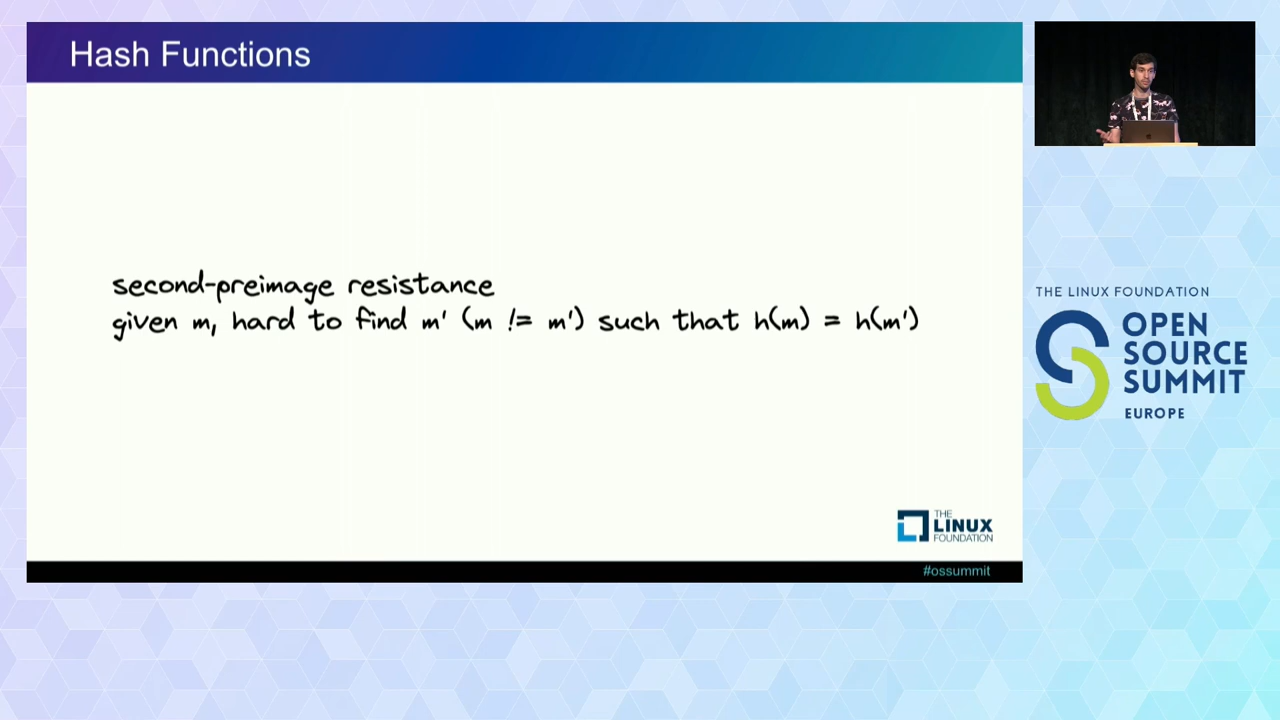 Hash Functions
second-preimage resistance
given m, hard to find m' (m != m') such that h(m) = h(m')
THE
LINUX
FOUNDATION
#ossummit
THE LINUX FOUNDATION
OPEN
SOURCE
SUMMIT
EUROPE